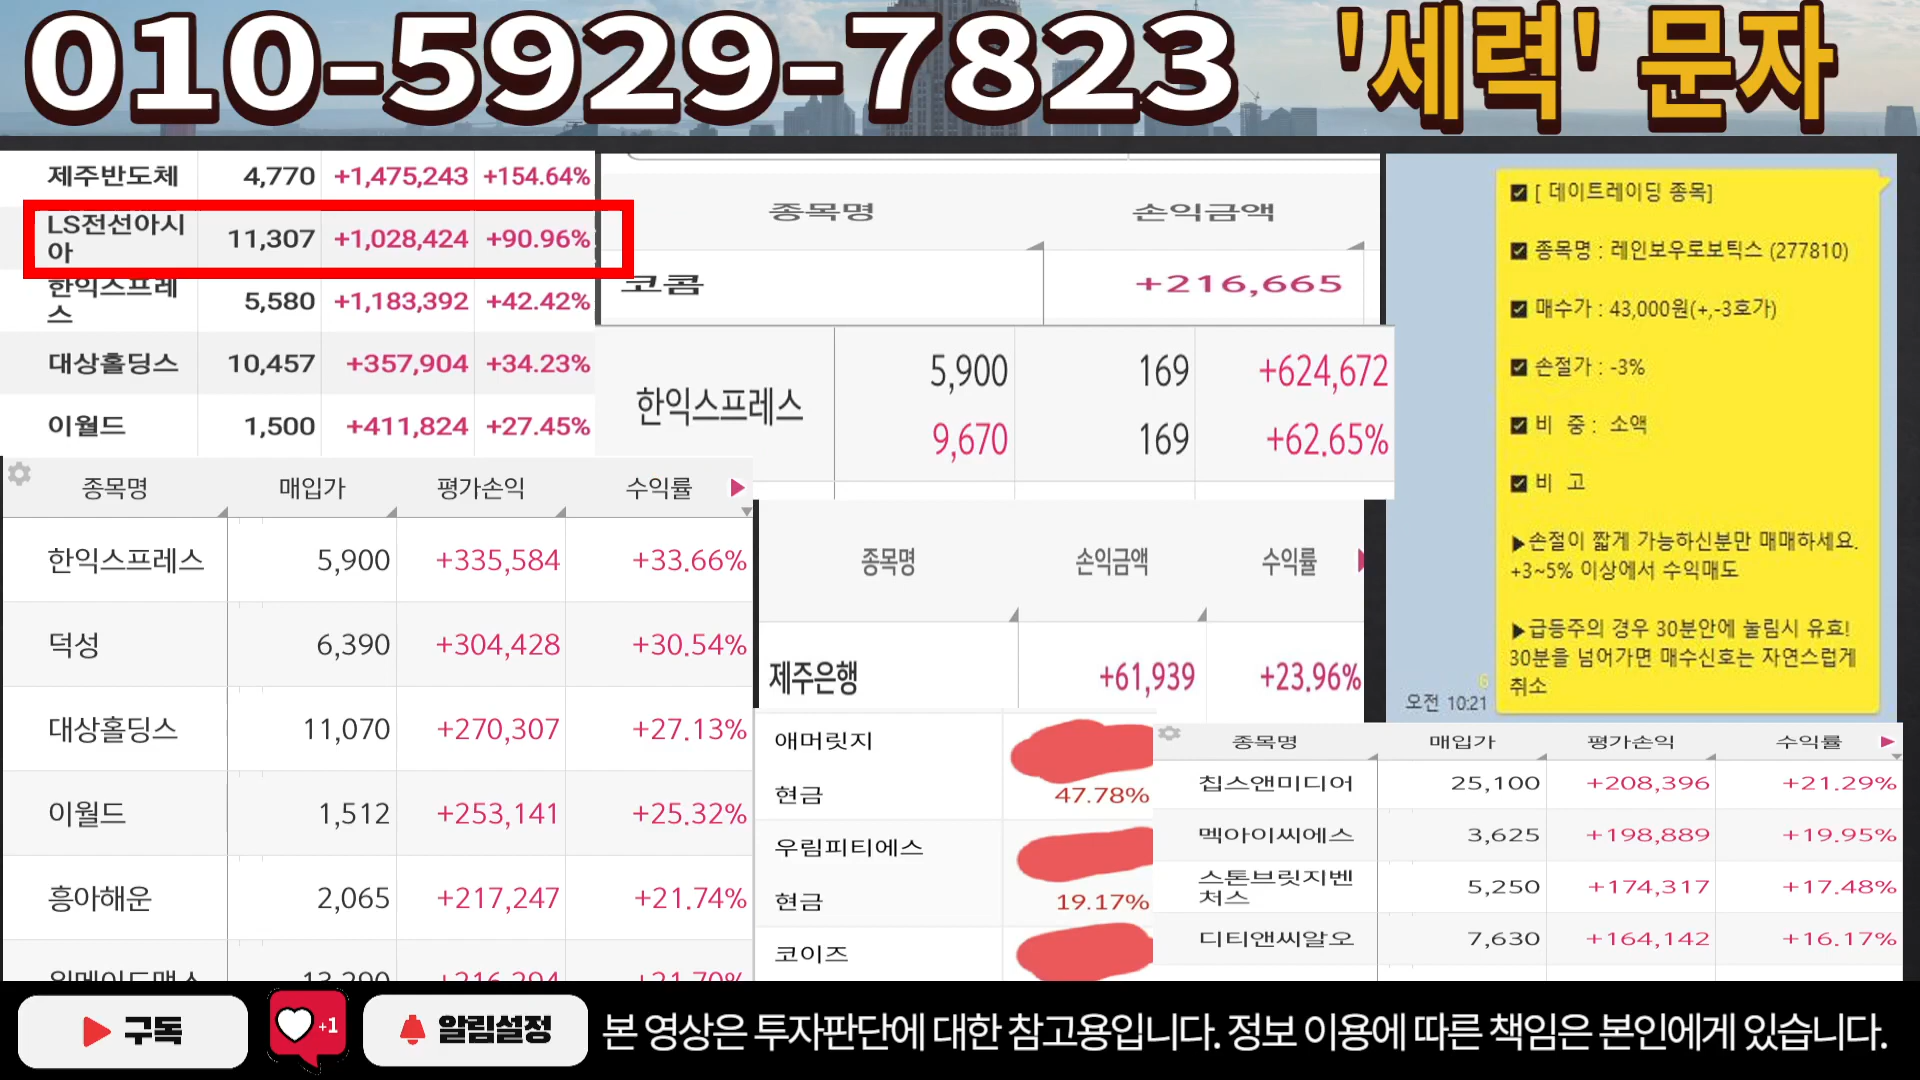 010-5929-7823 '세력' 문자
제주반도체 4,770 +1,475,243 +154.64%
LS전선아시아 11,307 +1,028,424 +90.96%
한익스프레스 5,580 +1,183,392 +42.42%
대상홀딩스 10,457 +357,904 +34.23%
이월드 1,500 +411,824 +27.45%
종목명 손익금액
코콤 +216,665
한익스프레스 5,900 169 +624,672
9,670 169 +62.65%
[ 데이트레이딩 종목]
종목명 : 레인보우로보틱스 (277810)
매수가 : 43,000원(+,-3호가)
손절가 : -3%
비 중 : 소액
비 고
▶손절이 짧게 가능하신분만 매매하세요.
+3~5% 이상에서 수익매도
▶급등주의 경우 30분안에 눌림시 유효!
30분을 넘어가면 매수신호는 자연스럽게
취소
6
오전 10:21
종목명 매입가 평가손익 수익률
한익스프레스 5,900 +335,584 +33.66%
덕성 6,390 +304,428 +30.54%
대상홀딩스 11,070 +270,307 +27.13%
이월드 1,512 +253,141 +25.32%
흥아해운 2,065 +217,247 +21.74%
종목명 손익금액 수익률
제주은행 +61,939 +23.96%
애머릿지
현금 47.78%
우림피티에스
현금 19.17%
코이즈
종목명 매입가 평가손익 수익률
칩스앤미디어 25,100 +208,396 +21.29%
멕아이씨에스 3,625 +198,889 +19.95%
스톤브릿지벤처스 5,250 +174,317 +17.48%
디티앤씨알오 7,630 +164,142 +16.17%
구독 +1 알림설정 본 영상은 투자판단에 대한 참고용입니다. 정보 이용에 따른 책임은 본인에게 있습니다.